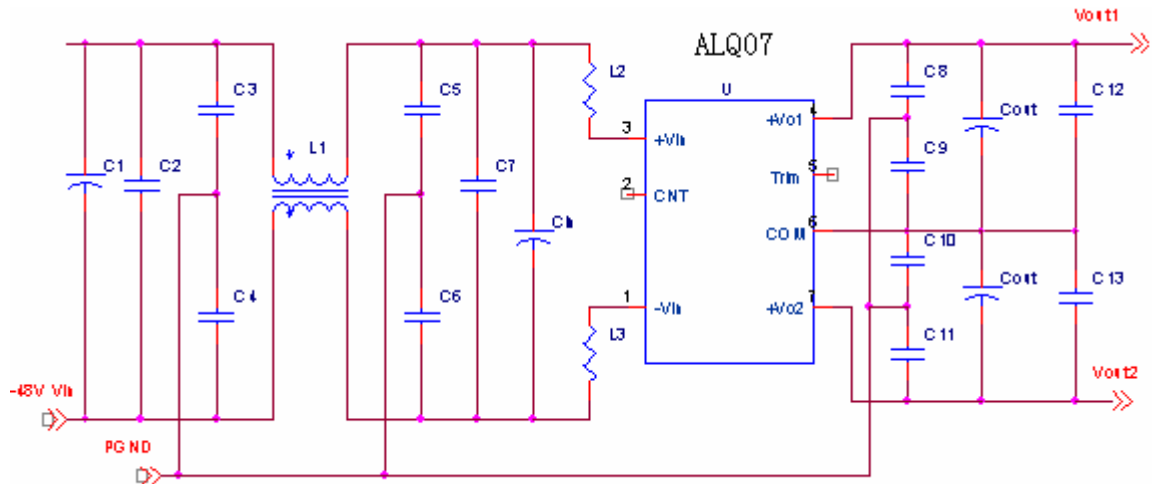 Vout1
ALQ07
C3
C5
L2
U
C8
C12
3
+Vin
+Vo1
4
Cout
C1
C2
L1
C7
C9
2
CNT
Trim
5
Cin
COM
6
C10
C4
C6
1
-Vin
+Vo2
7
Cout
C13
L3
C11
-48V Vin
Vout2
PGND